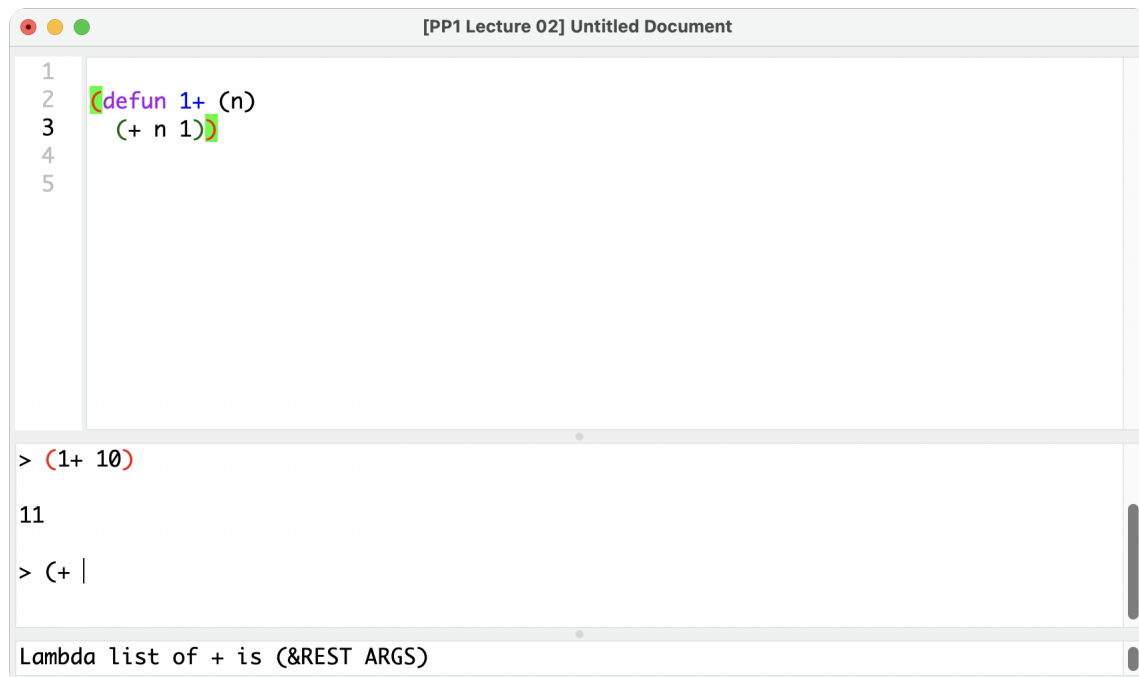 [PP1 Lecture 02] Untitled Document
1
2 (defun 1+ (n)
3 (+ n 1))
4
5
> (1+ 10)
11
> (+
Lambda list of + is (&REST ARGS)